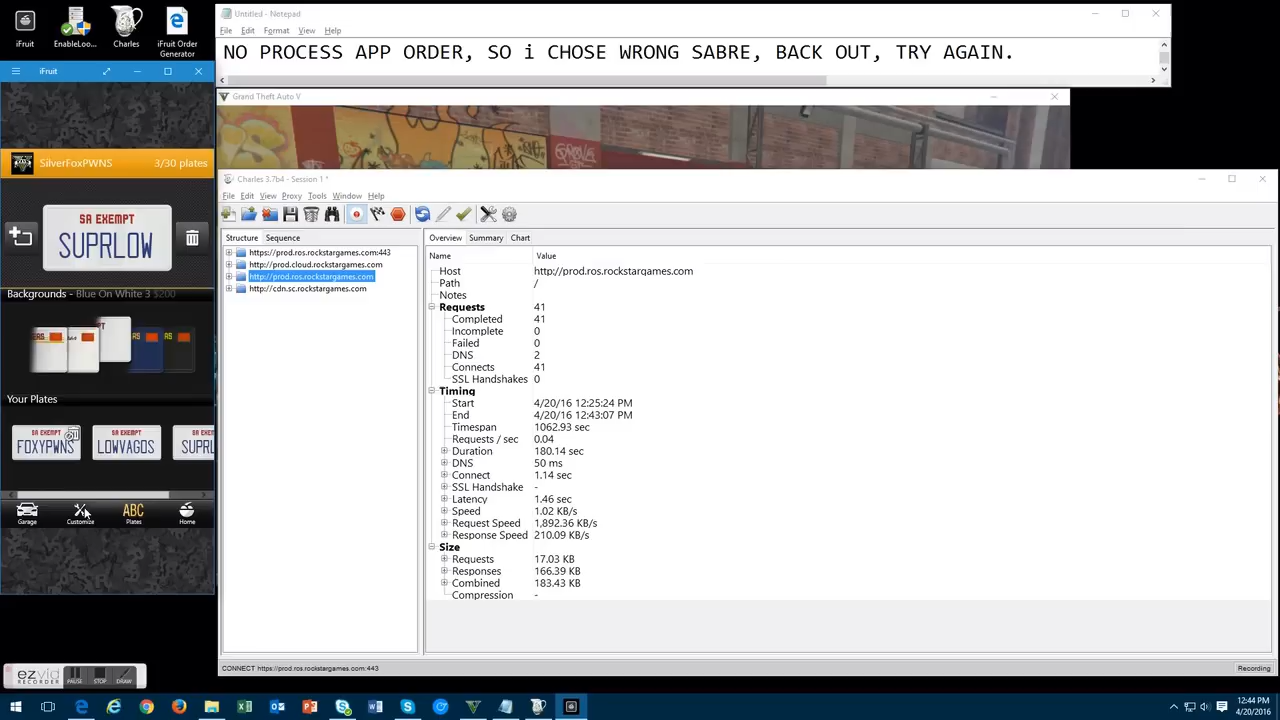 iFruit
EnableLoo...
Charles
iFruit Order
Generator
Untitled - Notepad
File Edit Format View Help
NO PROCESS APP ORDER, SO i CHOSE WRONG SABRE, BACK OUT, TRY AGAIN.
iFruit
Grand Theft Auto V
SilverFoxPWNS 3/30 plates
SA EXEMPT
SUPRLOW
Backgrounds - Blue On White 3 $200
Your Plates
SA EXEMPT
FOXYPWNS
SA EXEMPT
LOWVAGOS
SA EXEMPT
SUPRL
Garage
Customize
ABC
Plates
Home
Charles 3.7b4 - Session 1 *
File Edit View Proxy Tools Window Help
Structure Sequence
https://prod.ros.rockstargames.com:443
http://prod.cloud.rockstargames.com
http://prod.ros.rockstargames.com
http://cdn.sc.rockstargames.com
Overview Summary Chart
Name Value
Host http://prod.ros.rockstargames.com
Path /
Notes
Requests 41
Completed 41
Incomplete 0
Failed 0
DNS 2
Connects 41
SSL Handshakes 0
Timing
Start 4/20/16 12:25:24 PM
End 4/20/16 12:43:07 PM
Timespan 1062.93 sec
Requests / sec 0.04
Duration 180.14 sec
DNS 50 ms
Connect 1.14 sec
SSL Handshake -
Latency 1.46 sec
Speed 1.02 KB/s
Request Speed 1,892.36 KB/s
Response Speed 210.09 KB/s
Size
Requests 17.03 KB
Responses 166.39 KB
Combined 183.43 KB
Compression -
CONNECT https://prod.ros.rockstargames.com:443
Recording
ezvid
RECORDER
PAUSE STOP DRAW
12:44 PM
4/20/2016